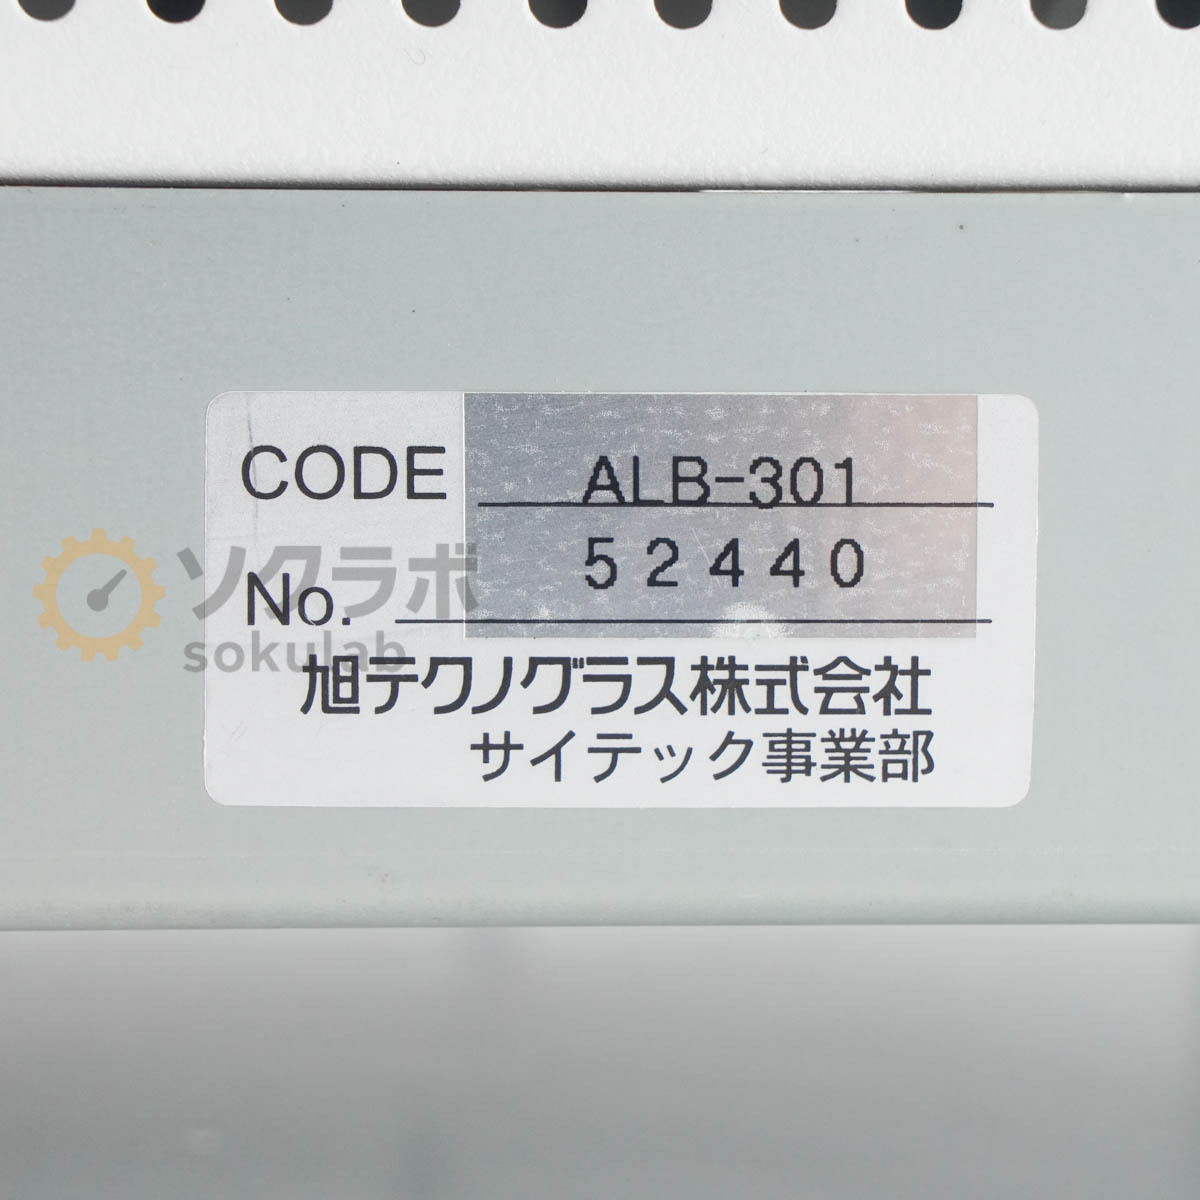 CODE ALB-301
No. 52440
旭テクノグラス株式会社
サイテック事業部
ソクラボ
sokulab